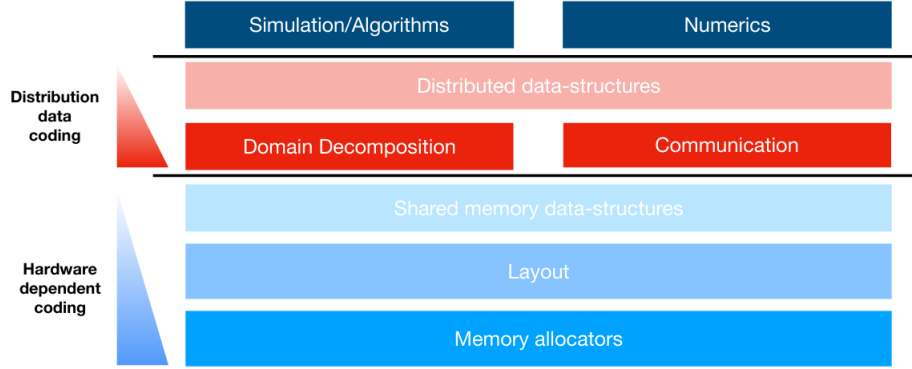 Simulation/Algorithms
Numerics
Distribution
data
coding
Distributed data-structures
Domain Decomposition
Communication
Hardware
dependent
coding
Shared memory data-structures
Layout
Memory allocators